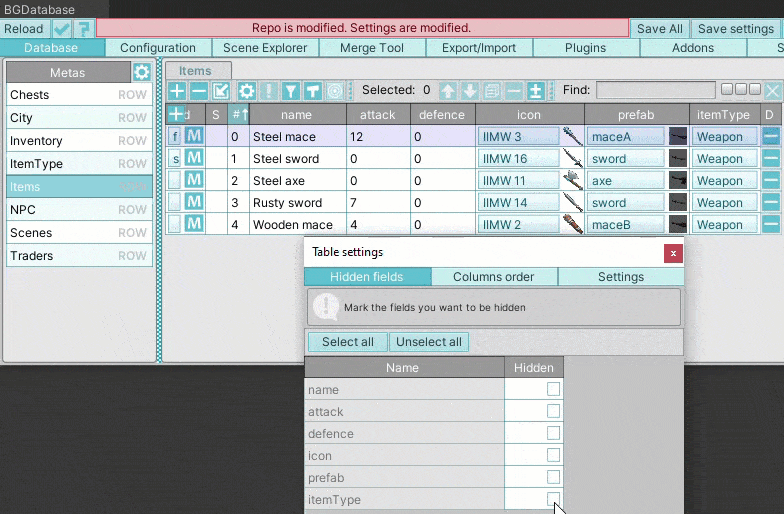 BGDatabase
Reload Repo is modified. Settings are modified. Save All Save settings
Database Configuration Scene Explorer Merge Tool Export/Import Plugins Addons S
Metas Items
Selected: 0 Find:
d S # name attack defence icon prefab itemType D
Chests ROW
City ROW
Inventory ROW
ItemType ROW
Items
NPC ROW
Scenes ROW
Traders ROW
f M 0 Steel mace 12 0 IIMW 3 maceA Weapon
s M 1 Steel sword 0 IIMW 16 sword Weapon
M 2 Steel axe 0 IIMW 11 axe Weapon
M 3 Rusty sword 7 0 IIMW 14 sword Weapon
M 4 Wooden mace 4 0 IIMW 2 maceB Weapon
Table settings x
Hidden fields Columns order Settings
Mark the fields you want to be hidden
Select all Unselect all
Name Hidden
name
attack
defence
icon
prefab
itemType